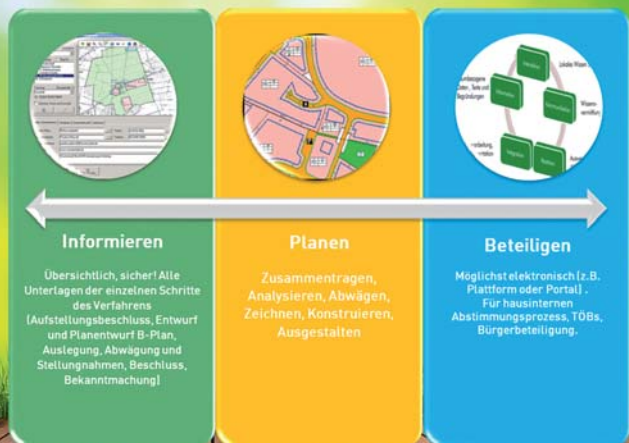 Lokales Wissen
Informieren
Übersichtlich, sicher! Alle
Unterlagen der einzelnen Schritte
des Verfahrens
(Aufstellungsbeschluss, Entwurf
und Planentwurf B-Plan,
Auslegung, Abwägung und
Stellungnahmen, Beschluss,
Bekanntmachung)
Planen
Zusammentragen,
Analysieren, Abwägen,
Zeichnen, Konstruieren,
Ausgestalten
Beteiligen
Möglichst elektronisch (z.B.
Plattform oder Portal) .
Für hausinternen
Abstimmungsprozess, TÖBs,
Bürgerbeteiligung.